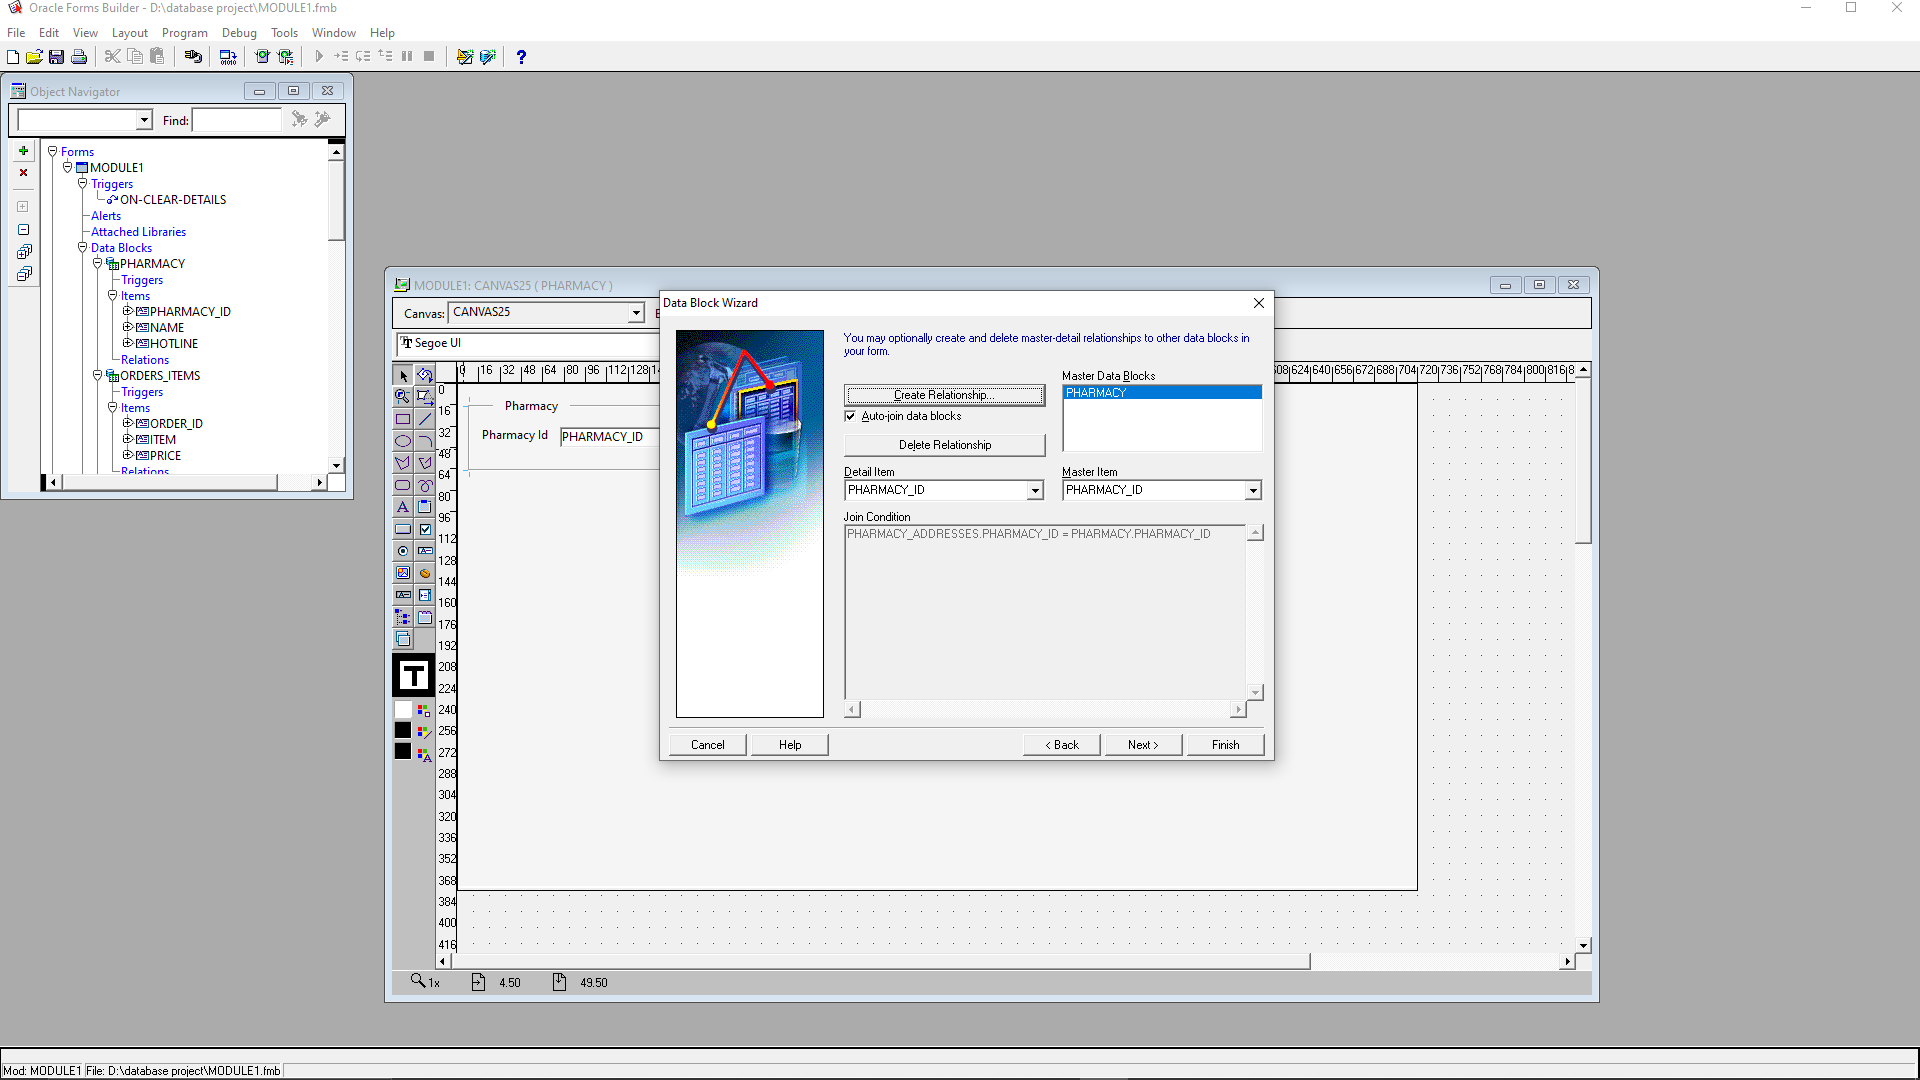 Oracle Forms Builder - D:\database project\MODULE1.fmb
File Edit View Layout Program Debug Tools Window Help
Object Navigator
Find:
Forms
MODULE1
Triggers
ON-CLEAR-DETAILS
Alerts
Attached Libraries
Data Blocks
PHARMACY
Triggers
Items
PHARMACY_ID
NAME
HOTLINE
Relations
ORDERS_ITEMS
Triggers
Items
ORDER_ID
ITEM
PRICE
Relations
MODULE1: CANVAS25 ( PHARMACY )
Canvas: CANVAS25
Segoe UI
0 16 32 48 64 80 96 112 128
624 640 656 672 688 704 720 736 752 768 784 800 816
0
16
32
48
64
80
96
112
128
144
160
176
192
208
224
240
256
272
288
304
320
336
352
368
384
400
416
Pharmacy
Pharmacy Id PHARMACY_ID
Data Block Wizard
You may optionally create and delete master-detail relationships to other data blocks in
your form.
Create Relationship...
Auto-join data blocks
Delete Relationship
Master Data Blocks
PHARMACY
Detail Item
PHARMACY_ID
Master Item
PHARMACY_ID
Join Condition
PHARMACY_ADDRESSES.PHARMACY_ID = PHARMACY.PHARMACY_ID
Cancel Help < Back Next > Finish
1x 4.50 49.50
Mod: MODULE1 File: D:\database project\MODULE1.fmb